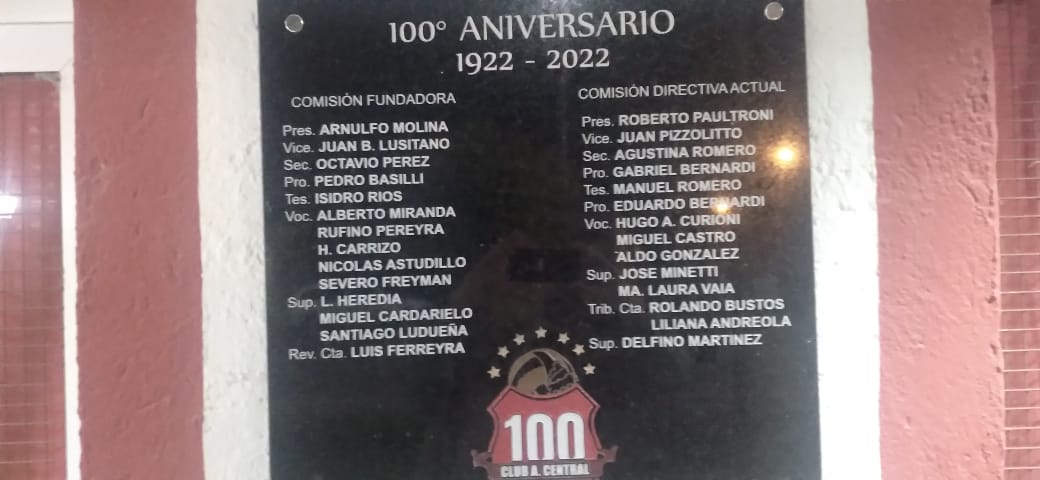 100° ANIVERSARIO
1922 - 2022
COMISIÓN FUNDADORA
Pres. ARNULFO MOLINA
Vice. JUAN B. LUSITANO
Sec. OCTAVIO PEREZ
Pro. PEDRO BASILLI
Tes. ISIDRO RIOS
Voc. ALBERTO MIRANDA
RUFINO PEREYRA
H. CARRIZO
NICOLAS ASTUDILLO
SEVERO FREYMAN
Sup. L. HEREDIA
MIGUEL CARDARIELO
SANTIAGO LUDUEÑA
Rev. Cta. LUIS FERREYRA
COMISIÓN DIRECTIVA ACTUAL
Pres. ROBERTO PAULTRONI
Vice. JUAN PIZZOLITTO
Sec. AGUSTINA ROMERO
Pro. GABRIEL BERNARDI
Tes. MANUEL ROMERO
Pro. EDUARDO BERNARDI
Voc. HUGO A. CURIONI
MIGUEL CASTRO
ALDO GONZALEZ
Sup. JOSE MINETTI
MA. LAURA VAIA
Trib. Cta. ROLANDO BUSTOS
LILIANA ANDREOLA
Sup. DELFINO MARTINEZ
100
CLUB A. CENTRAL